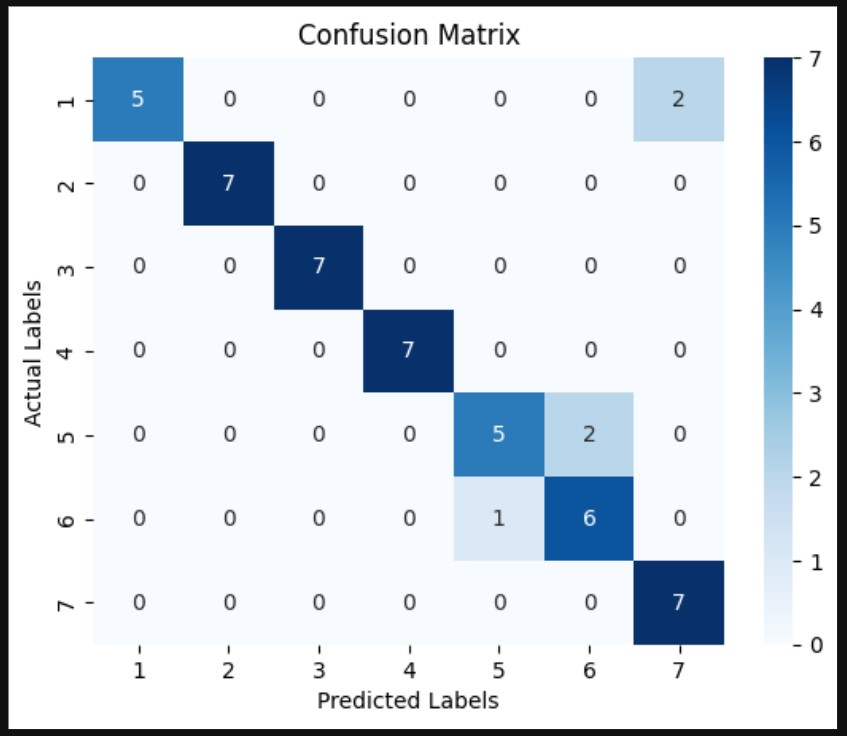 Confusion Matrix
1 5 0 0 0 0 0 2
2 0 7 0 0 0 0 0
3 0 0 7 0 0 0 0
4 0 0 0 7 0 0 0
5 0 0 0 0 5 2 0
6 0 0 0 0 1 6 0
7 0 0 0 0 0 0 7
1 2 3 4 5 6 7
Actual Labels
Predicted Labels
7
6
5
4
3
2
1
0